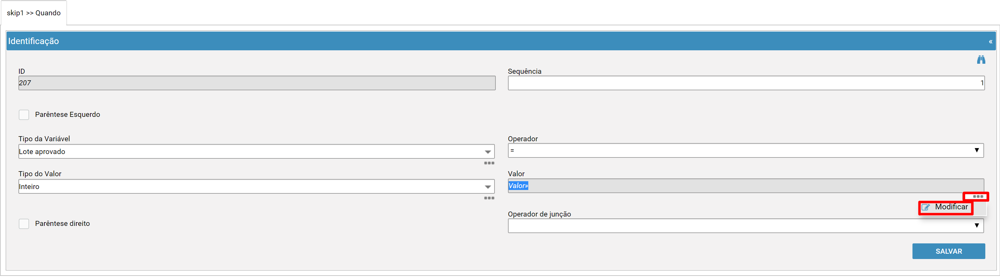 skip1 >> Quando
Identificação «
ID
207
Sequência
1
Parêntese Esquerdo
Tipo da Variável
Lote aprovado
Operador
=
Tipo do Valor
Inteiro
Valor
Valor»
Modificar
Parêntese direito
Operador de junção
SALVAR